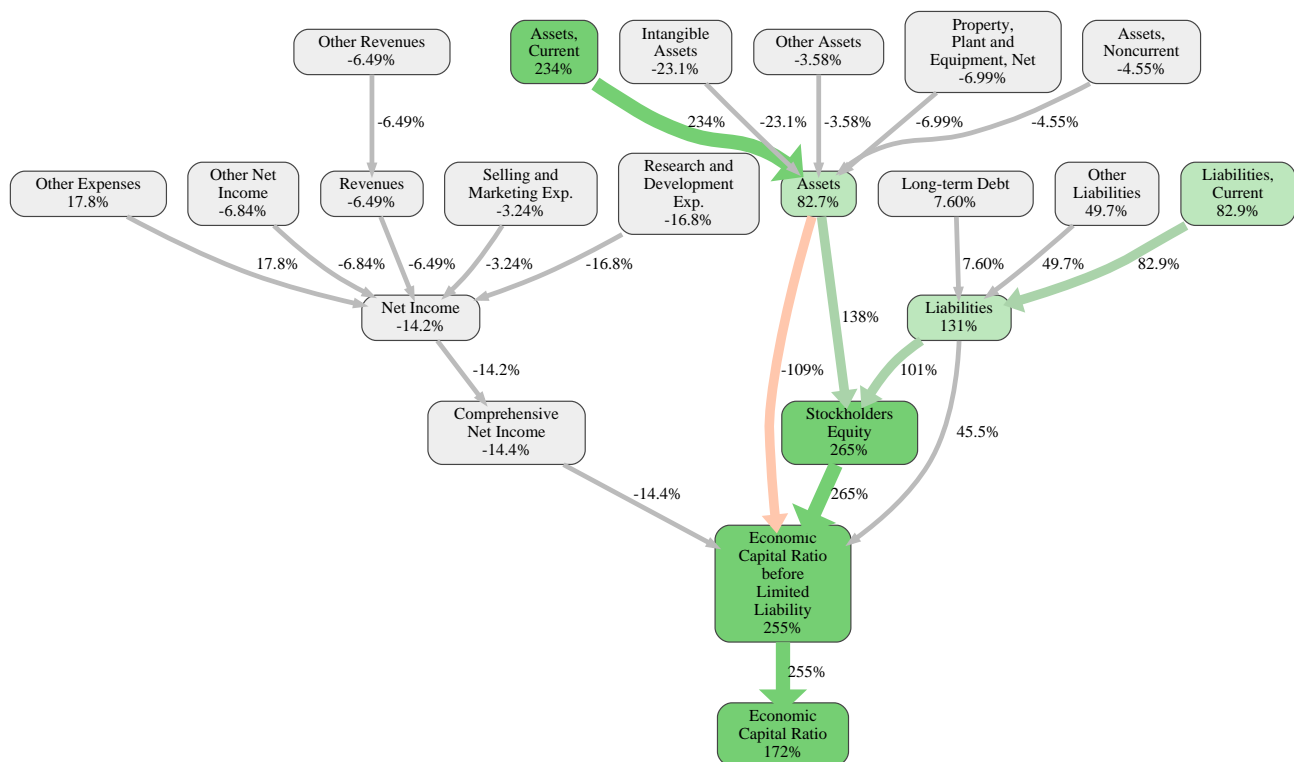 Other Revenues
-6.49%
Assets,
Current
234%
Intangible
Assets
-23.1%
Other Assets
-3.58%
Property,
Plant and
Equipment, Net
-6.99%
Assets,
Noncurrent
-4.55%
-6.49%
234%
-23.1%
-3.58%
-6.99%
-4.55%
Other Expenses
17.8%
Other Net
Income
-6.84%
Revenues
-6.49%
Selling and
Marketing Exp.
-3.24%
Research and
Development
Exp.
-16.8%
Assets
82.7%
Long-term Debt
7.60%
Other
Liabilities
49.7%
Liabilities,
Current
82.9%
17.8%
-6.84%
-6.49%
-3.24%
-16.8%
7.60%
49.7%
82.9%
Net Income
-14.2%
138%
Liabilities
131%
-14.2%
-109%
101%
Comprehensive
Net Income
-14.4%
Stockholders
Equity
265%
45.5%
-14.4%
265%
Economic
Capital Ratio
before
Limited
Liability
255%
255%
Economic
Capital Ratio
172%